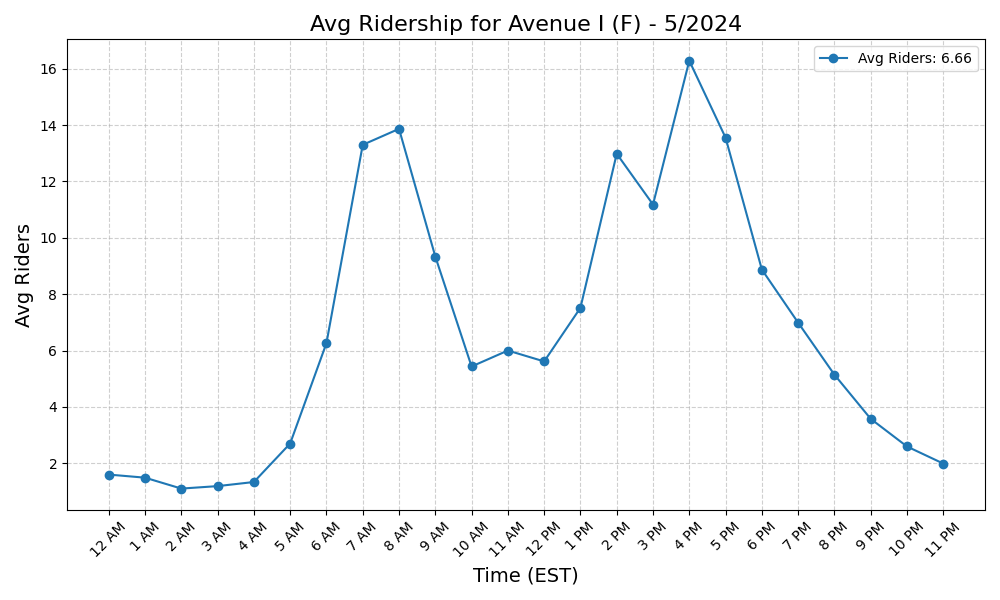 Avg Ridership for Avenue I (F) - 5/2024
Avg Riders: 6.66
Avg Riders
16
14
12
10
8
6
4
2
12 AM
1 AM
2 AM
3 AM
4 AM
5 AM
6 AM
7 AM
8 AM
9 AM
10 AM
11 AM
12 PM
1 PM
2 PM
3 PM
4 PM
5 PM
6 PM
7 PM
8 PM
9 PM
10 PM
11 PM
Time (EST)